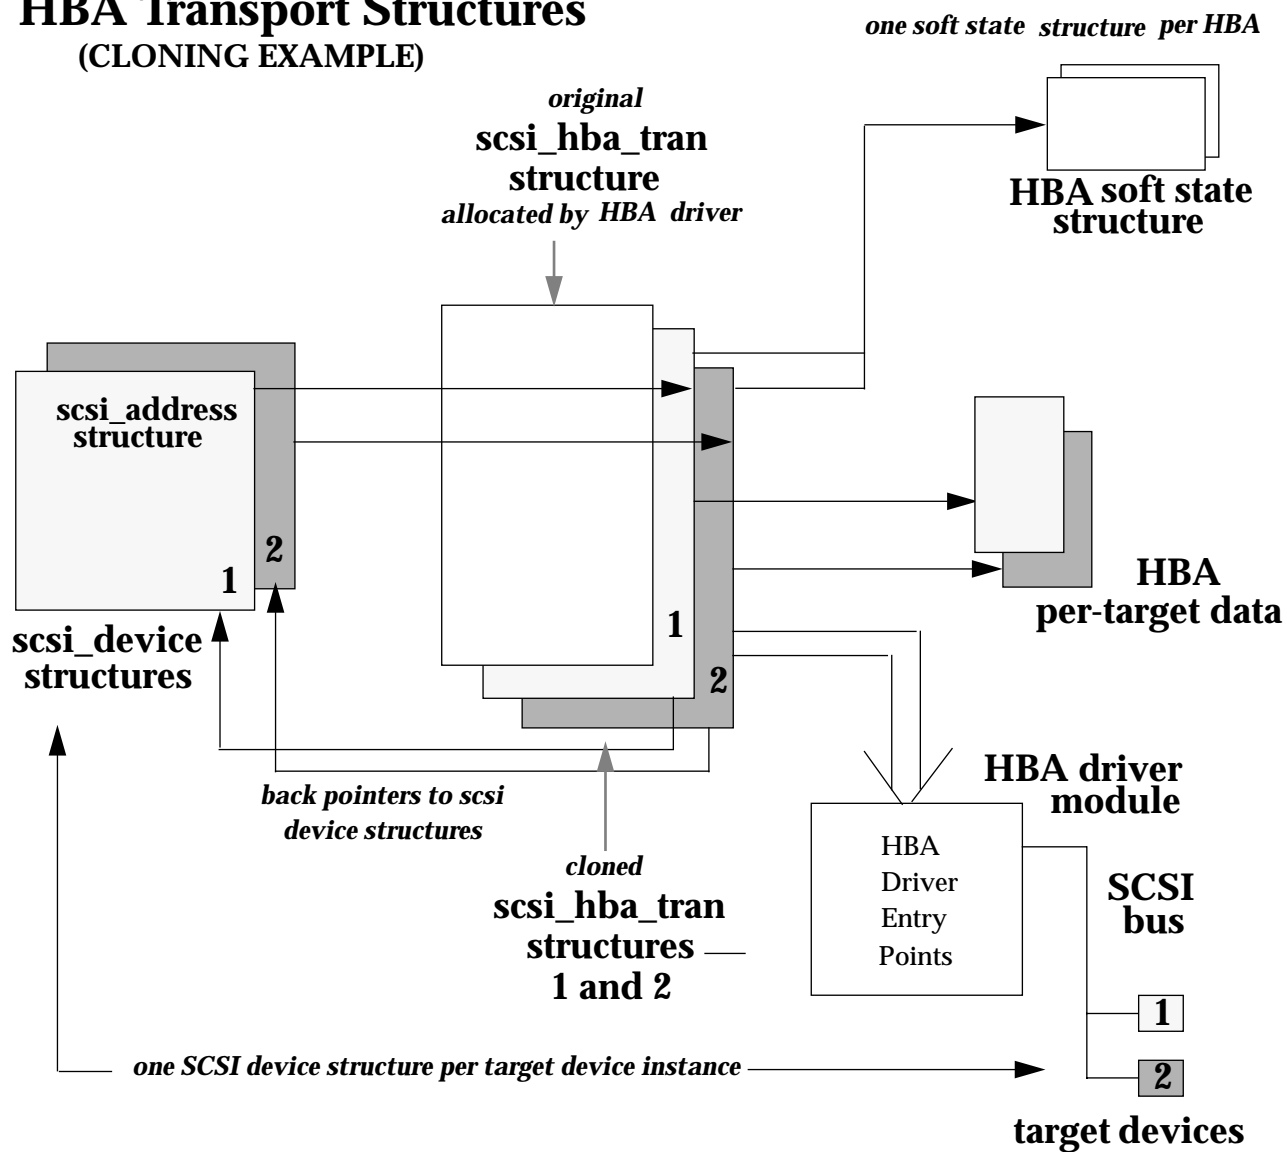 HBA Transport Structures
(CLONING EXAMPLE)
one soft state structure per HBA
original
scsi_hba_tran
structure
allocated by HBA driver
HBA soft state
structure
scsi_address
structure
1
2
scsi_device
structures
1
2
HBA
per-target data
back pointers to scsi
device structures
cloned
scsi_hba_tran
structures
1 and 2
HBA driver
module
HBA
Driver
Entry
Points
SCSI
bus
1
2
one SCSI device structure per target device instance
target devices